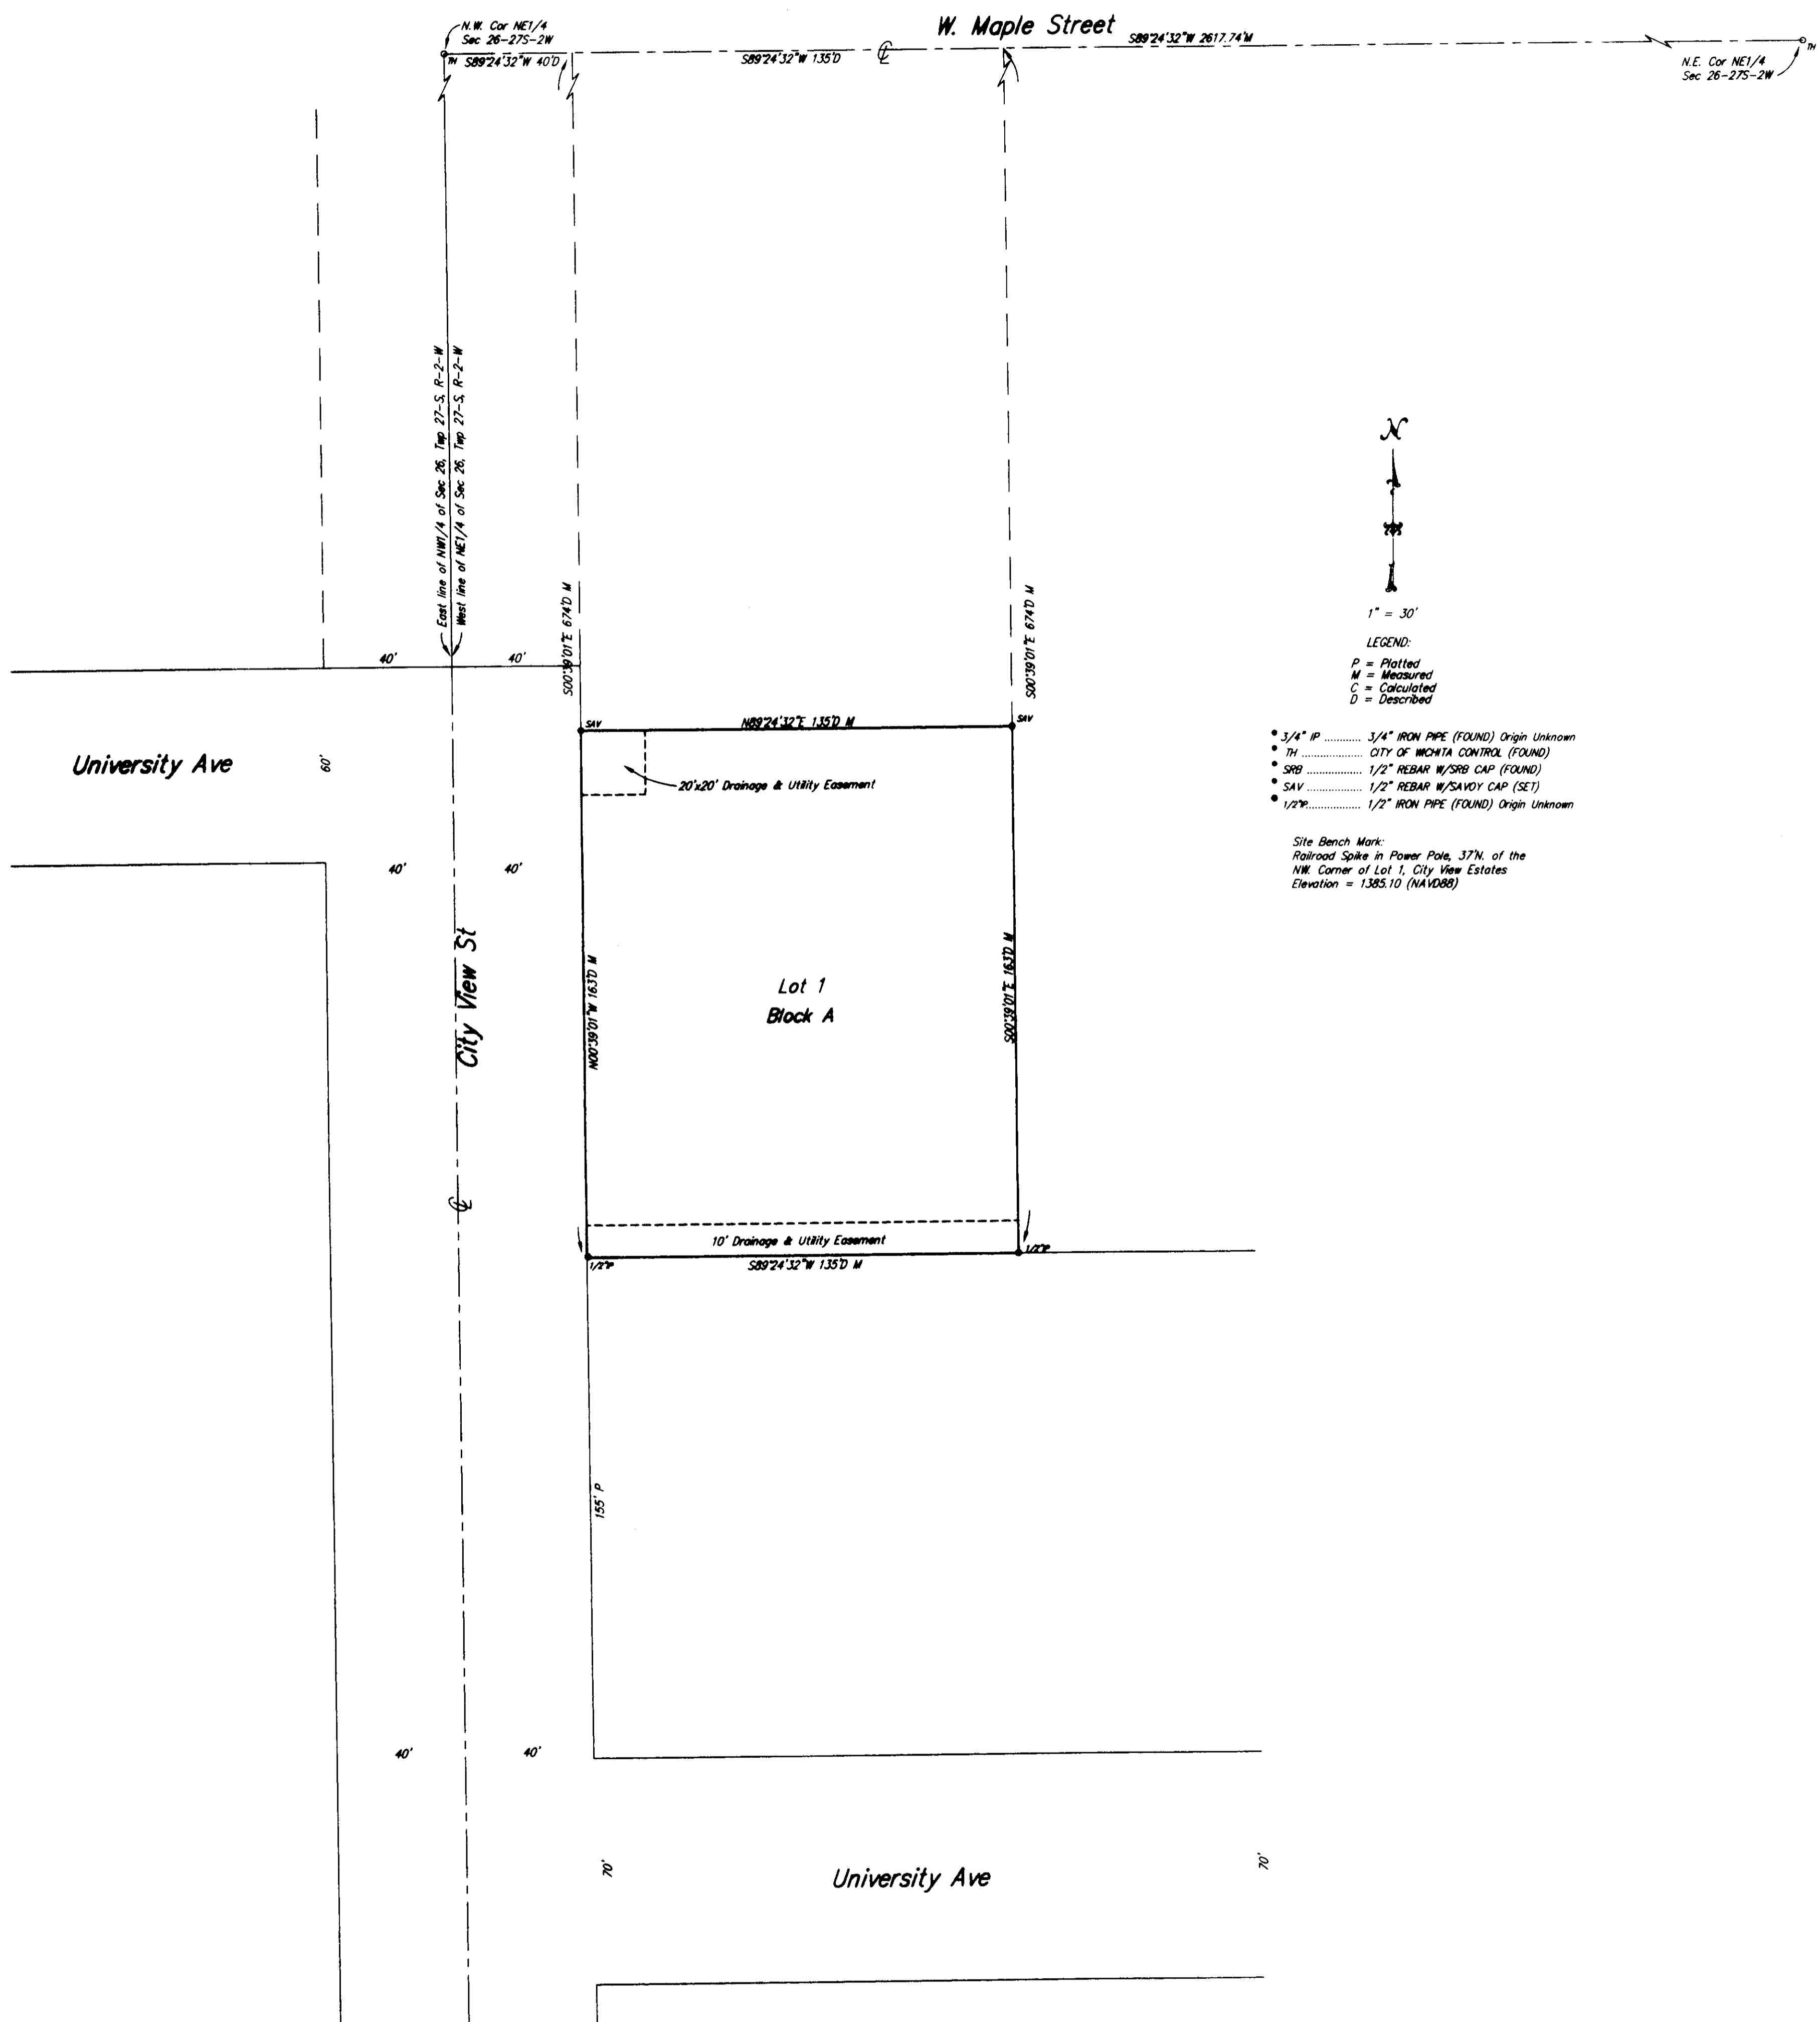 W. Maple Street
N.W. Cor NE1/4
Sec 26-27S-2W
TH
S89°24'32"W 40'D
S89°24'32"W 135'D
S89°24'32"W 2617.74'M
TH
N.E. Cor NE1/4
Sec 26-27S-2W
East line of NW1/4 of Sec 26, Twp 27-S, R-2-W
West line of NE1/4 of Sec 26, Twp 27-S, R-2-W
S00°39'01"E 674'D M
S00°39'01"E 674'D M
N
1" = 30'
LEGEND:
P = Platted
M = Measured
C = Calculated
D = Described
3/4" IP ............ 3/4" IRON PIPE (FOUND) Origin Unknown
TH .................... CITY OF WICHITA CONTROL (FOUND)
SRB .................. 1/2" REBAR W/SRB CAP (FOUND)
SAV .................. 1/2" REBAR W/SAVOY CAP (SET)
1/2"P.................. 1/2" IRON PIPE (FOUND) Origin Unknown
Site Bench Mark:
Railroad Spike in Power Pole, 37'N. of the
NW. Corner of Lot 1, City View Estates
Elevation = 1385.10 (NAVD88)
40'
40'
SAV
N89°24'32"E 135'D M
SAV
University Ave
60'
20'x20' Drainage & Utility Easement
40'
40'
City View St
N00°39'01"W 163'D M
Lot 1
Block A
S00°39'01"E 163'D M
10' Drainage & Utility Easement
1/2"P
S89°24'32"W 135'D M
1/2"P
155' P
40'
40'
70'
University Ave
70'